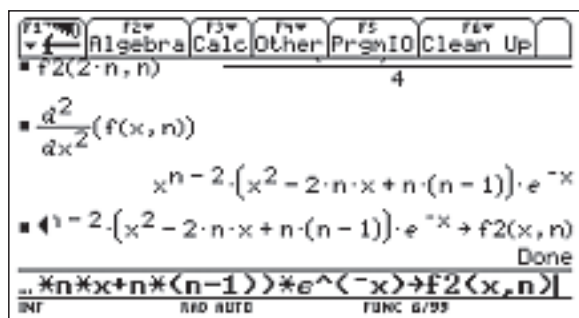 F1 F2 F3 F4 F5 F6
Algebra Calc Other PrgmIO Clean Up
▪ f2(2·n, n)
4
▪ d²/dx²(f(x, n))
x^(n − 2)·(x² − 2·n·x + n·(n − 1))·e^(-x)
▪ ◀^(n − 2)·(x² − 2·n·x + n·(n − 1))·e^(-x) → f2(x, n)
Done
…*n*x+n*(n-1))*e^(-x)→f2(x,n)
RAD AUTO FUNC 6/99